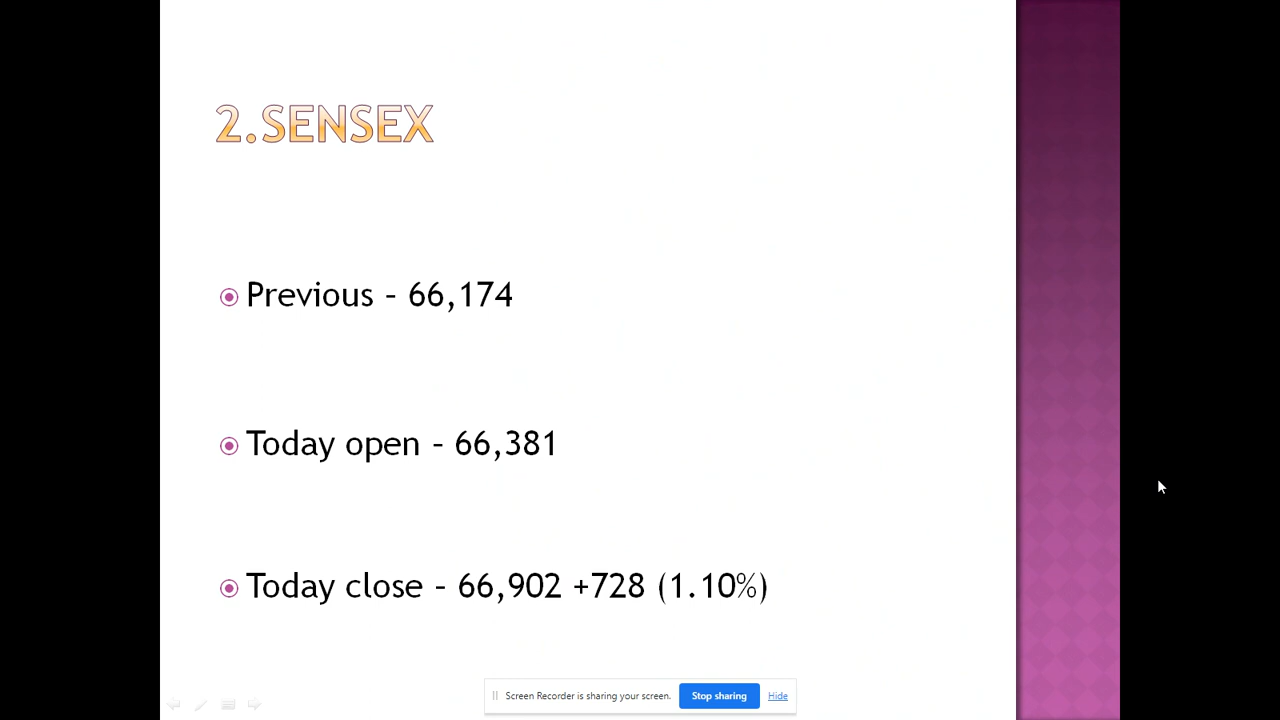 2.SENSEX
Previous – 66,174
Today open – 66,381
Today close – 66,902 +728 (1.10%)
Screen Recorder is sharing your screen. Stop sharing Hide